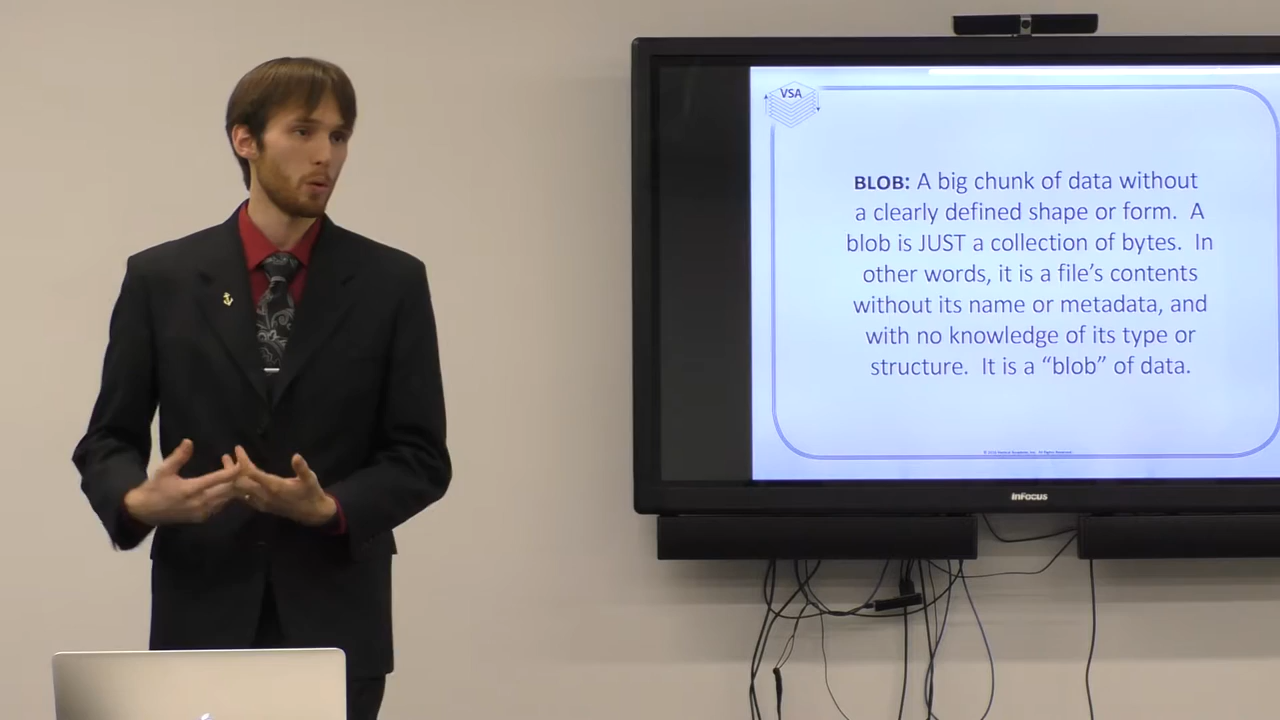 VSA
BLOB: A big chunk of data without
a clearly defined shape or form. A
blob is JUST a collection of bytes. In
other words, it is a file's contents
without its name or metadata, and
with no knowledge of its type or
structure. It is a “blob” of data.
InFocus